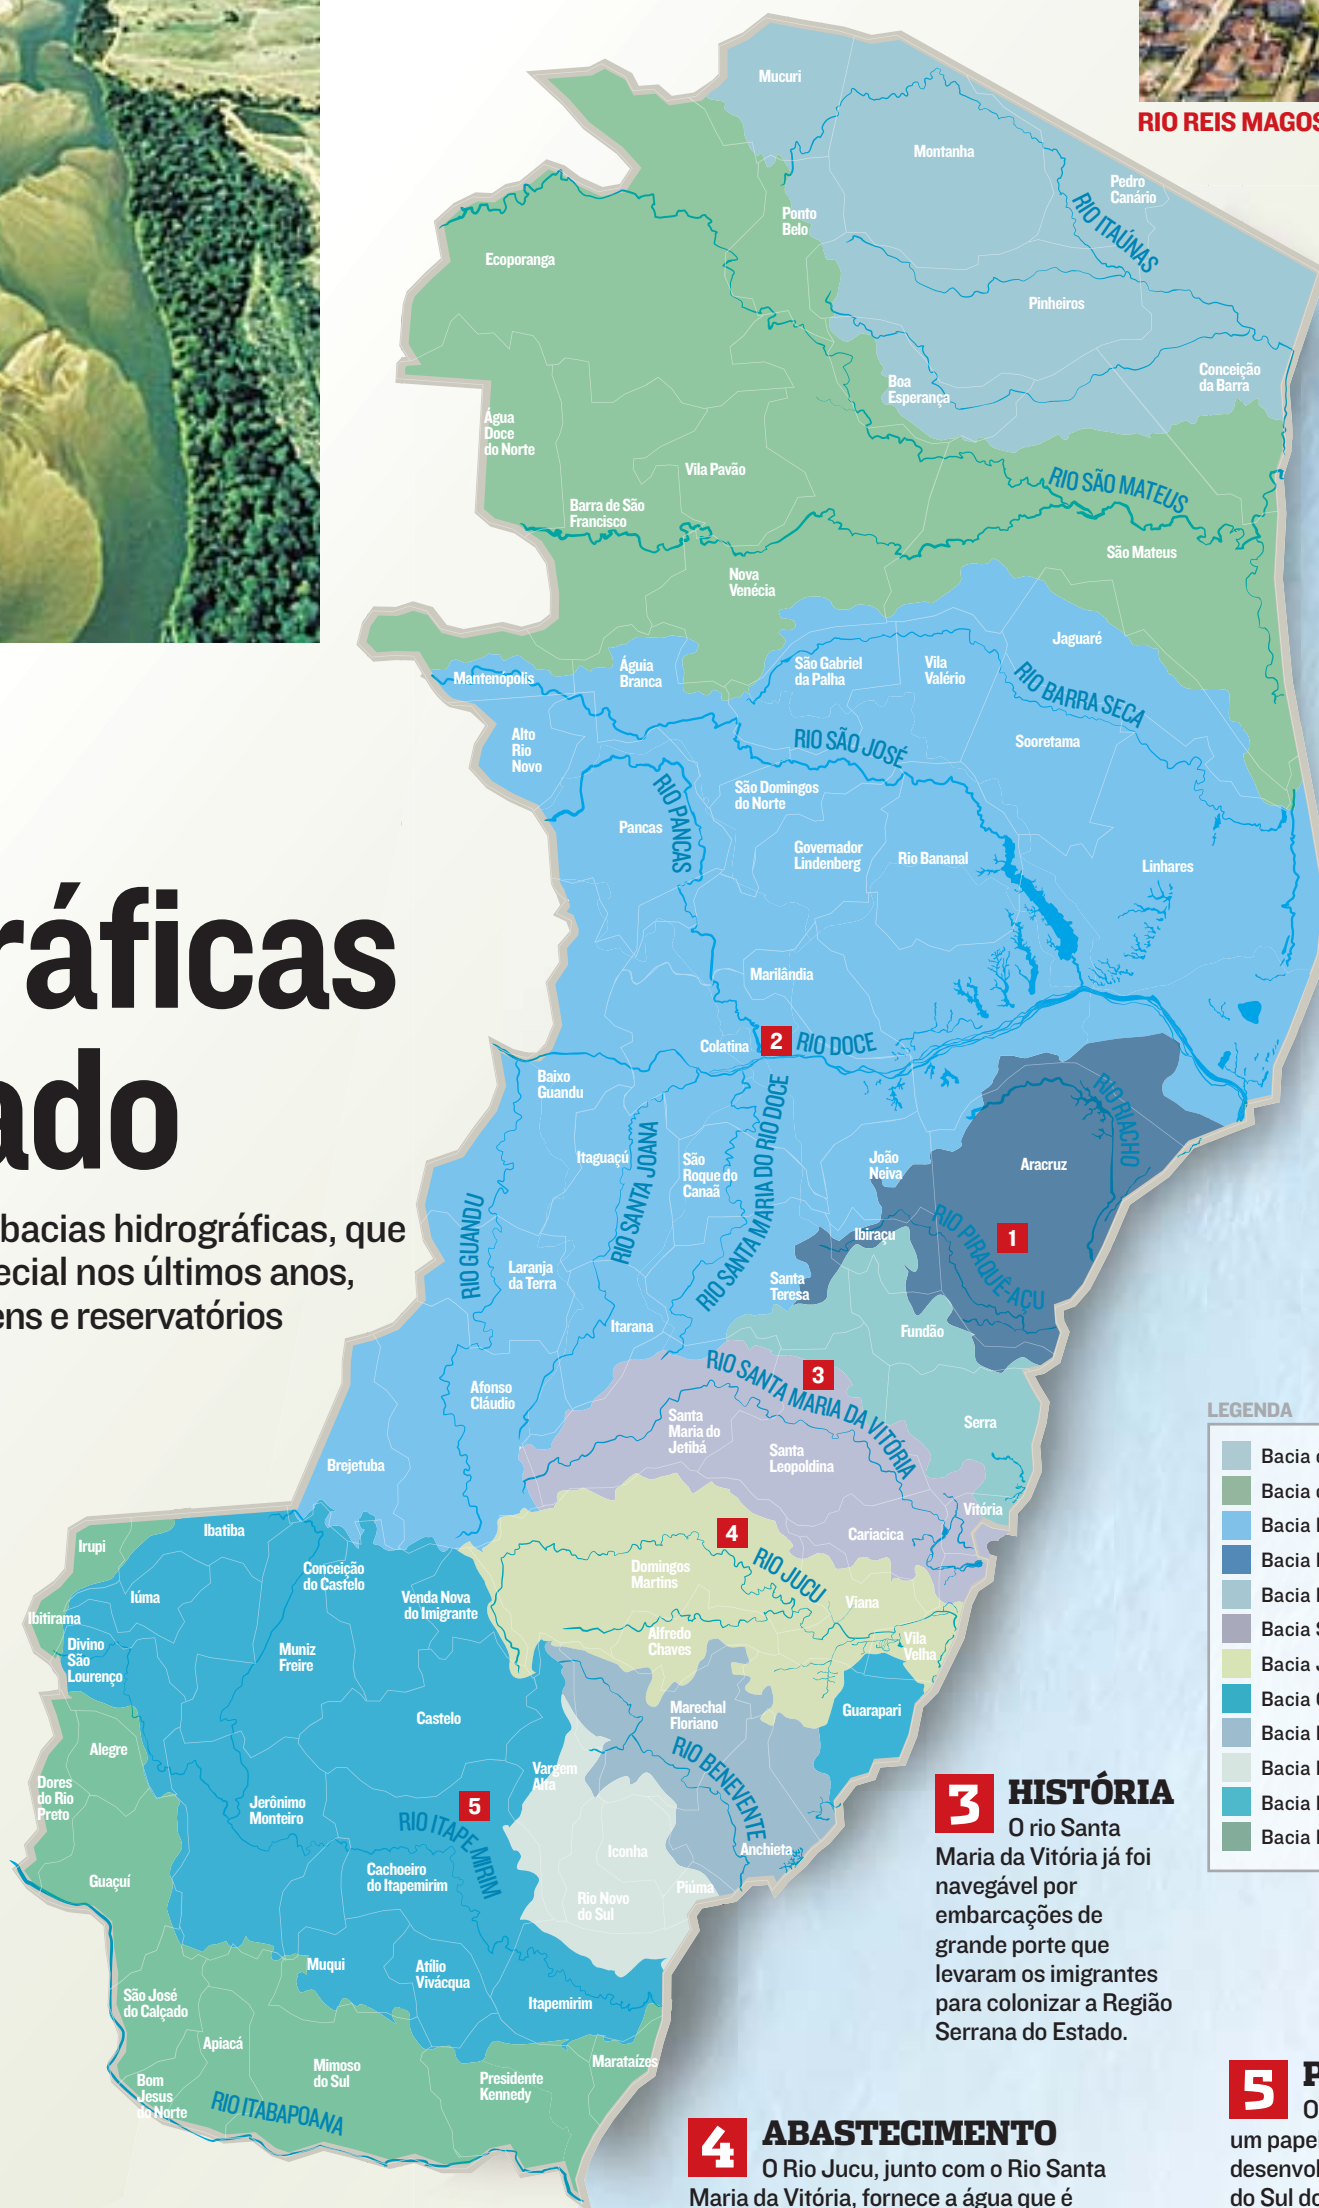 RIO REIS MAGOS
Mucuri
Montanha
Pedro
Canário
RIO ITAÚNAS
Ponto
Belo
Ecoporanga
Pinheiros
Conceição
da Barra
Boa
Esperança
Água
Doce
do Norte
Vila Pavão
RIO SÃO MATEUS
Barra de São
Francisco
São Mateus
Nova
Venécia
Jaguaré
Mantenópolis
Águia
Branca
São Gabriel
da Palha
Vila
Valério
RIO BARRA SECA
Alto
Rio
Novo
RIO SÃO JOSÉ
Sooretama
RIO PANCAS
São Domingos
do Norte
Pancas
Governador
Lindenberg
Rio Bananal
Linhares
ráficas
ado
Marilândia
Colatina
2
RIO DOCE
Baixo
Guandu
RIO RIACHO
Itaguaçú
RIO SANTA JOANA
São
Roque do
Canaã
RIO SANTA MARIA DO RIO DOCE
João
Neiva
Aracruz
bacias hidrográficas, que
ecial nos últimos anos,
ens e reservatórios
RIO GUANDU
Laranja
da Terra
Santa
Teresa
Ibiraçu
RIO PIRAQUÊ-AÇU
1
Itarana
Fundão
RIO SANTA MARIA DA VITÓRIA
3
Afonso
Cláudio
Santa
Maria do
Jetibá
Santa
Leopoldina
Serra
Brejetuba
Vitória
Cariacica
Irupi
Ibatiba
4
RIO JUCU
Conceição
do Castelo
Domingos
Martins
Iúma
Venda Nova
do Imigrante
Viana
Ibitirama
Divino
São
Lourenço
Muniz
Freire
Alfredo
Chaves
Vila
Velha
Castelo
Marechal
Floriano
Guarapari
Alegre
RIO BENEVENTE
Vargem
Alta
Dores
do Rio
Preto
Jerônimo
Monteiro
5
RIO ITAPEMIRIM
Iconha
Anchieta
Guaçuí
Cachoeiro
do Itapemirim
Rio Novo
do Sul
Piúma
Muqui
Atílio
Vivácqua
Itapemirim
São José
do Calçado
Apiacá
Mimoso
do Sul
Presidente
Kennedy
Marataízes
Bom
Jesus
do Norte
RIO ITABAPOANA
LEGENDA
Bacia
Bacia
Bacia
Bacia
Bacia
Bacia
Bacia
Bacia
Bacia
Bacia
Bacia
Bacia
3 HISTÓRIA
O rio Santa
Maria da Vitória já foi
navegável por
embarcações de
grande porte que
levaram os imigrantes
para colonizar a Região
Serrana do Estado.
4 ABASTECIMENTO
O Rio Jucu, junto com o Rio Santa
Maria da Vitória, fornece a água que é
5 P
O
um pape
desenvol
do Sul do